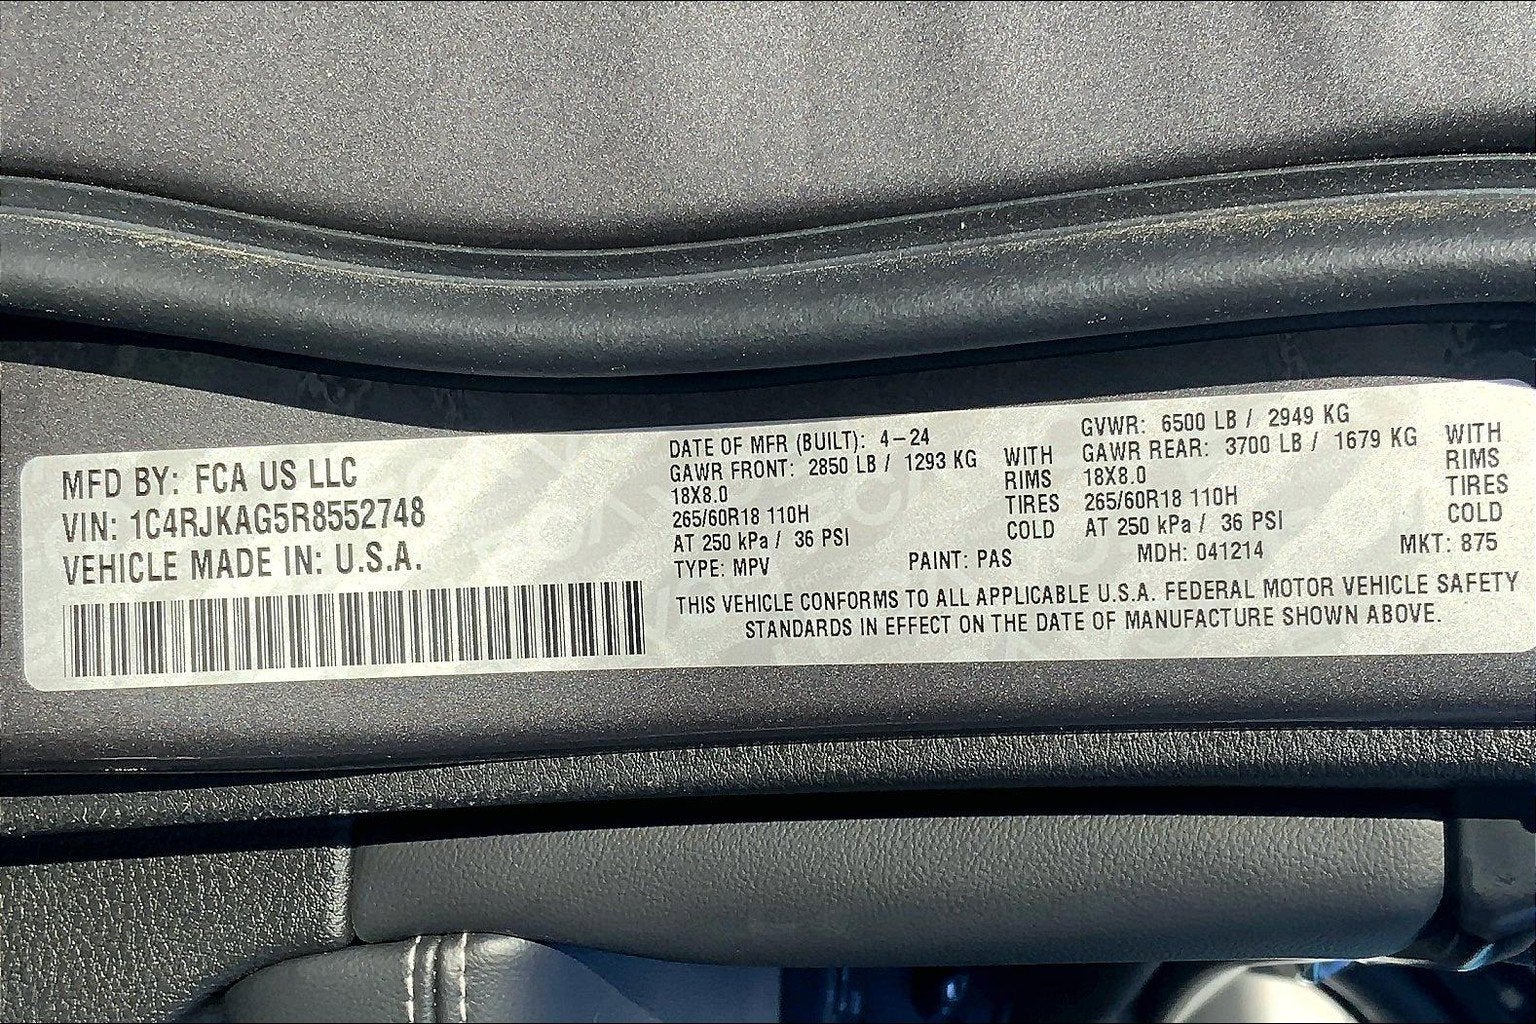 MFD BY: FCA US LLC
VIN: 1C4RJKAG5R8552748
VEHICLE MADE IN: U.S.A.
DATE OF MFR (BUILT): 4-24
GAWR FRONT: 2850 LB / 1293 KG WITH
18X8.0 RIMS
265/60R18 110H TIRES
AT 250 kPa / 36 PSI COLD
GVWR: 6500 LB / 2949 KG
GAWR REAR: 3700 LB / 1679 KG WITH
18X8.0 RIMS
265/60R18 110H TIRES
AT 250 kPa / 36 PSI COLD
TYPE: MPV PAINT: PAS MDH: 041214 MKT: 875
THIS VEHICLE CONFORMS TO ALL APPLICABLE U.S.A. FEDERAL MOTOR VEHICLE SAFETY
STANDARDS IN EFFECT ON THE DATE OF MANUFACTURE SHOWN ABOVE.